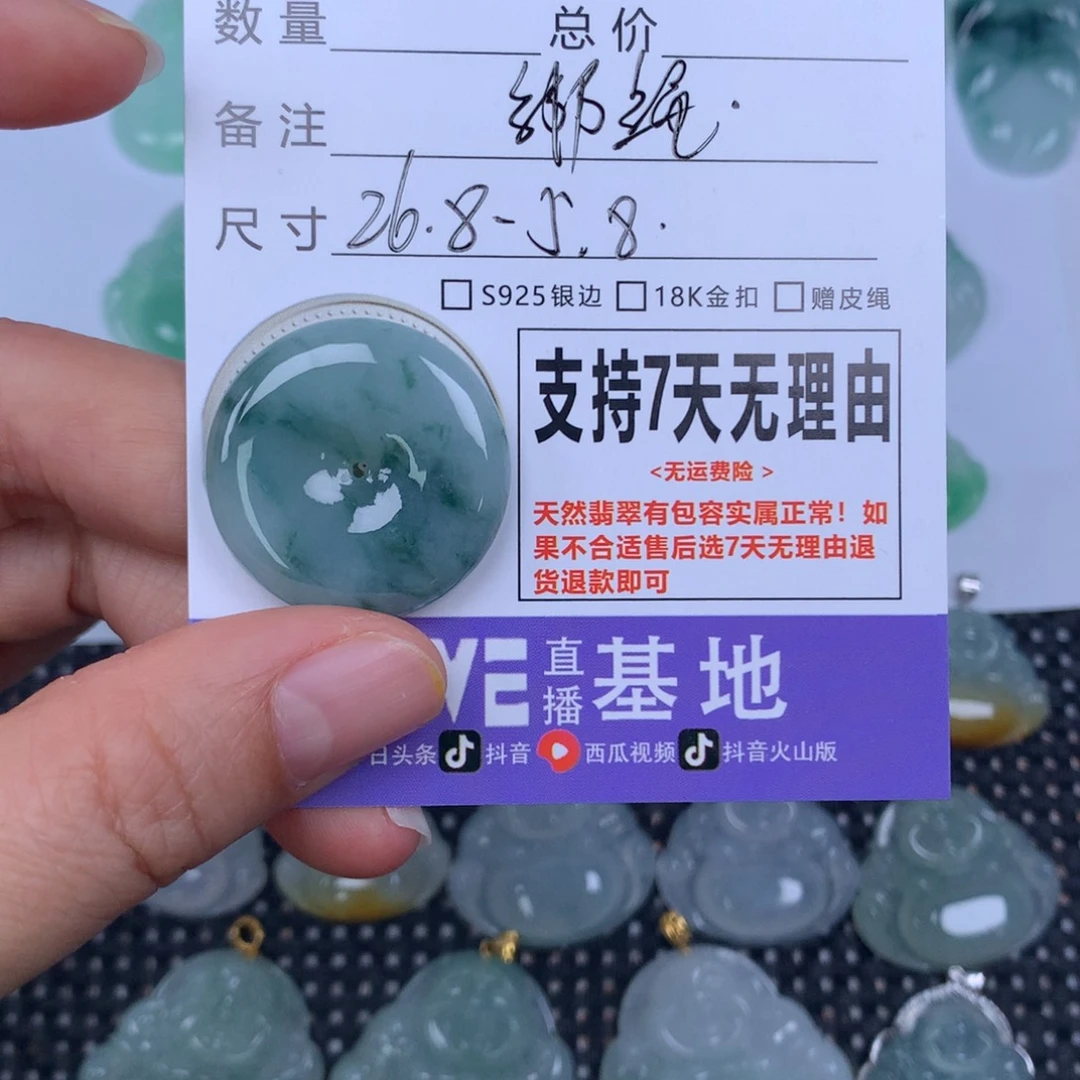 数量 总价
备注 绑绳.
尺寸 26.8-5.8.
□ S925银边 □ 18K金扣 □ 赠皮绳
支持7天无理由
<无运费险 >
天然翡翠有包容实属正常！如
果不合适售后选7天无理由退
货退款即可
VE 直播 基地
日头条 抖音 西瓜视频 抖音火山版